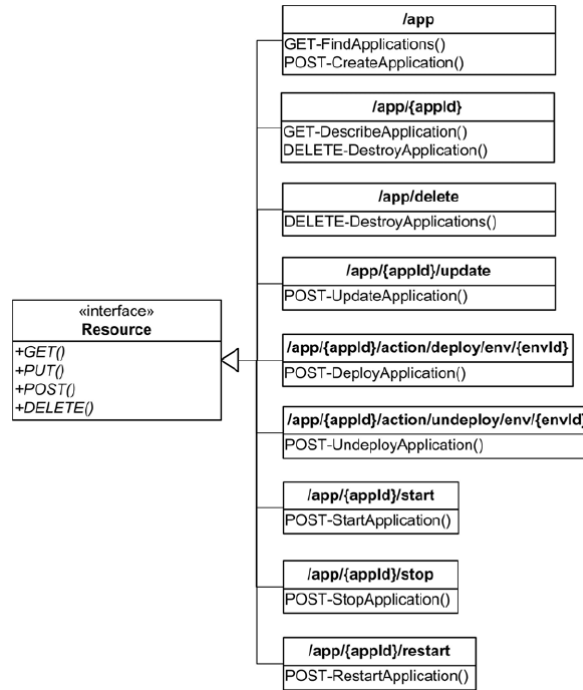 /app
GET-FindApplications()
POST-CreateApplication()
/app/{appId}
GET-DescribeApplication()
DELETE-DestroyApplication()
/app/delete
DELETE-DestroyApplications()
/app/{appId}/update
POST-UpdateApplication()
«interface»
Resource
+GET()
+PUT()
+POST()
+DELETE()
/app/{appId}/action/deploy/env/{envId}
POST-DeployApplication()
/app/{appId}/action/undeploy/env/{envId}
POST-UndeployApplication()
/app/{appId}/start
POST-StartApplication()
/app/{appId}/stop
POST-StopApplication()
/app/{appId}/restart
POST-RestartApplication()